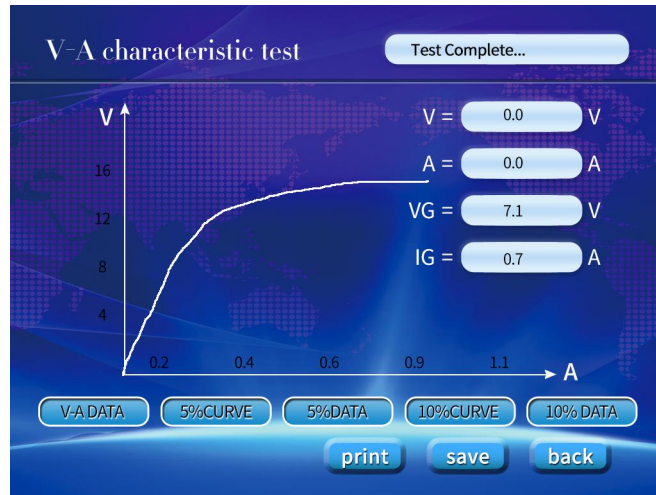 V-A characteristic test
Test Complete...
V
V = 0.0 V
A = 0.0 A
VG = 7.1 V
IG = 0.7 A
16
12
8
4
0.2 0.4 0.6 0.9 1.1
A
V-A DATA 5%CURVE 5%DATA 10%CURVE 10% DATA
print save back